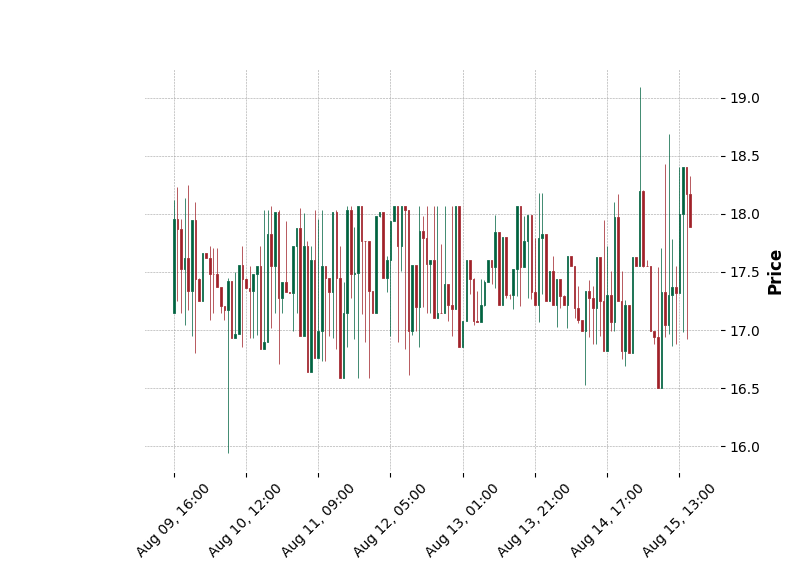 19.0
18.5
18.0
17.5
17.0
16.5
16.0
Price
Aug 09, 16:00
Aug 10, 12:00
Aug 11, 09:00
Aug 12, 05:00
Aug 13, 01:00
Aug 13, 21:00
Aug 14, 17:00
Aug 15, 13:00